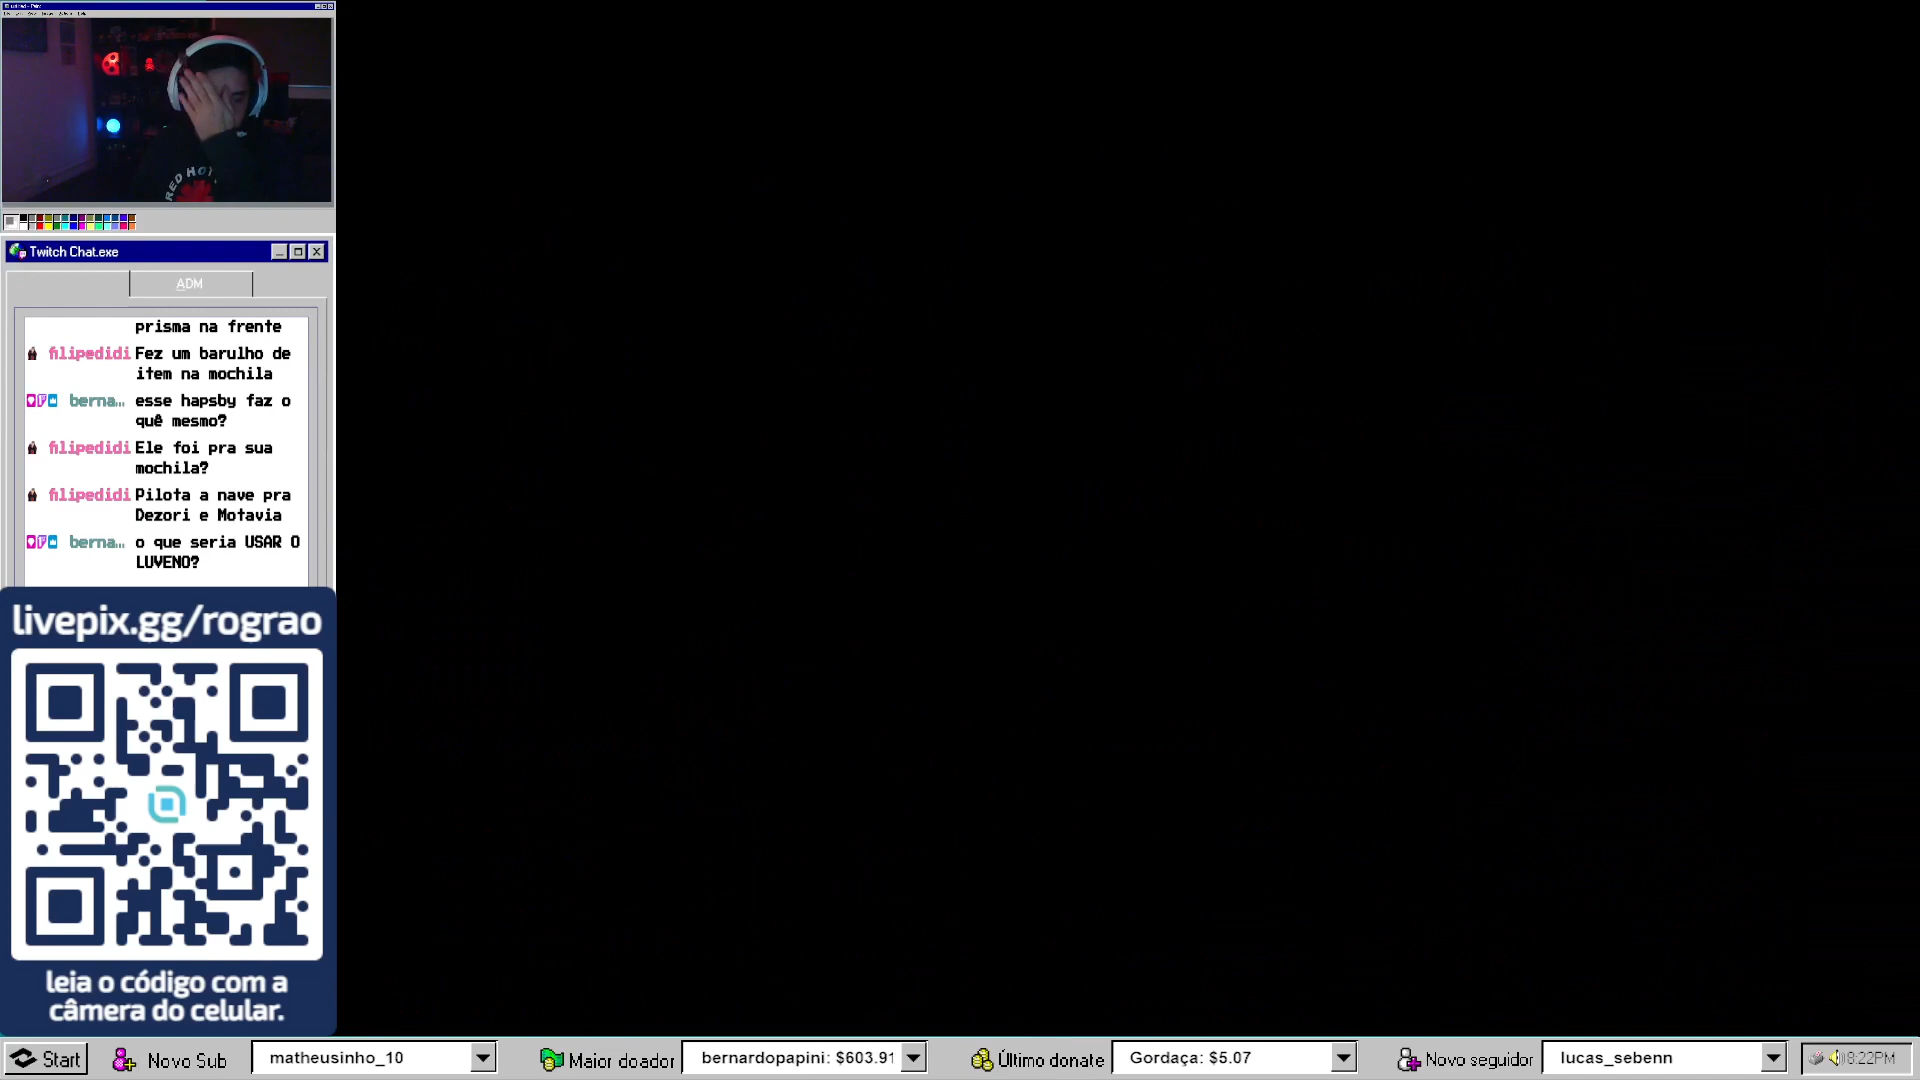 RED HOT
Twitch Chat.exe
ADM
prisma na frente
filipedidi Fez um barulho de
item na mochila
berna... esse hapsby faz o
quê mesmo?
filipedidi Ele foi pra sua
mochila?
filipedidi Pilota a nave pra
Dezori e Motavia
berna... o que seria USAR O
LUVENO?
livepix.gg/rograo
leia o código com a
câmera do celular.
Start Novo Sub matheusinho_10 Maior doador bernardopapini: $603.91 Último donate Gordaça: $5.07 Novo seguidor lucas_sebenn 8:22PM